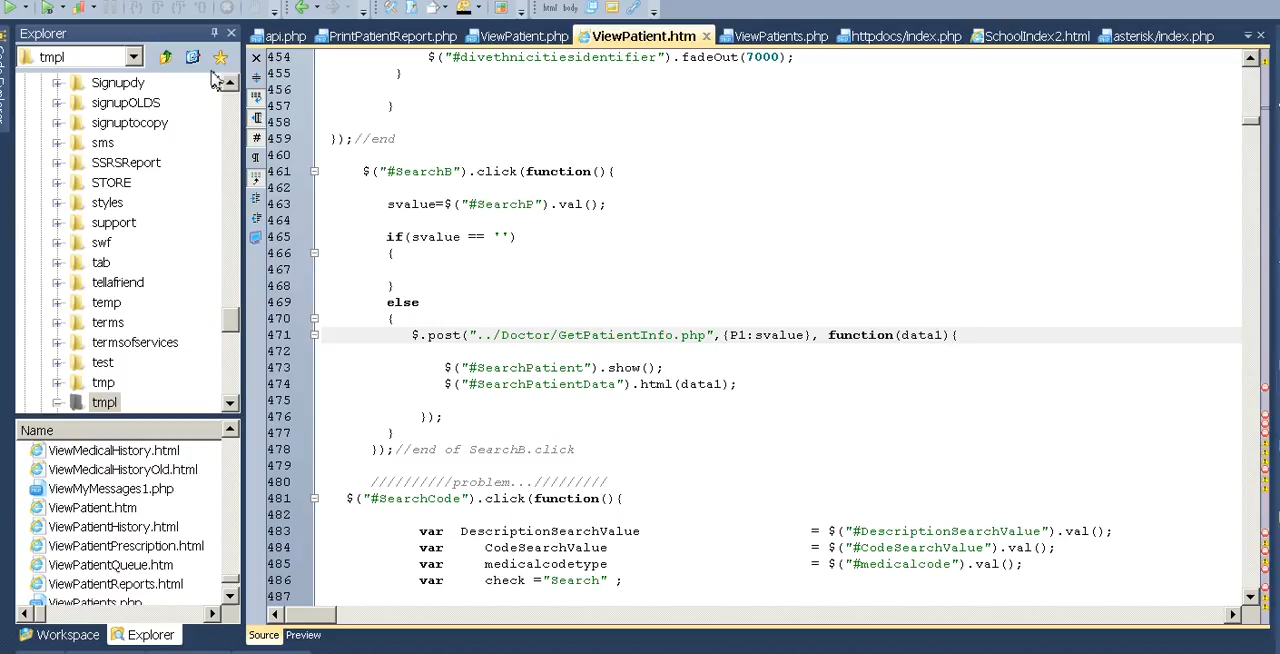 html body
Explorer
api.php
PrintPatientReport.php
ViewPatient.php
ViewPatient.htm
ViewPatients.php
httpdocs/index.php
SchoolIndex2.html
asterisk/index.php
tmpl
Signupdy
signupOLDS
signuptocopy
sms
SSRSReport
STORE
styles
support
swf
tab
tellafriend
temp
terms
termsofservices
test
tmp
tmpl
Name
ViewMedicalHistory.html
ViewMedicalHistoryOld.html
ViewMyMessages1.php
ViewPatient.htm
ViewPatientHistory.html
ViewPatientPrescription.html
ViewPatientQueue.htm
ViewPatientReports.html
ViewPatients.php
Workspace
Explorer
454 $("#divethnicitiesidentifier").fadeOut(7000);
455 }
456
457 }
458
459 });//end
460
461 $("#SearchB").click(function(){
462
463 svalue=$("#SearchP").val();
464
465 if(svalue == '')
466 {
467
468 }
469 else
470 {
471 $.post("../Doctor/GetPatientInfo.php",{P1:svalue}, function(data1){
472
473 $("#SearchPatient").show();
474 $("#SearchPatientData").html(data1);
475
476 });
477 }
478 });//end of SearchB.click
479
480 //////////problem...//////////
481 $("#SearchCode").click(function(){
482
483 var DescriptionSearchValue = $("#DescriptionSearchValue").val();
484 var CodeSearchValue = $("#CodeSearchValue").val();
485 var medicalcodetype = $("#medicalcode").val();
486 var check ="Search" ;
487
Source
Preview